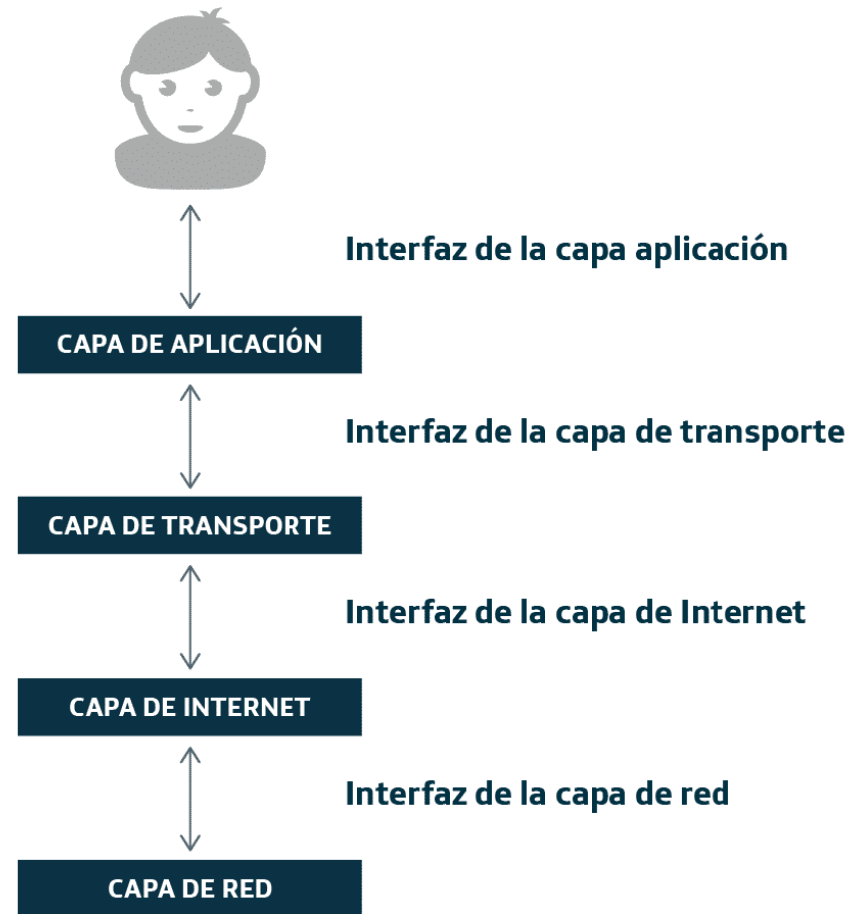 Interfaz de la capa aplicación
CAPA DE APLICACIÓN
Interfaz de la capa de transporte
CAPA DE TRANSPORTE
Interfaz de la capa de Internet
CAPA DE INTERNET
Interfaz de la capa de red
CAPA DE RED